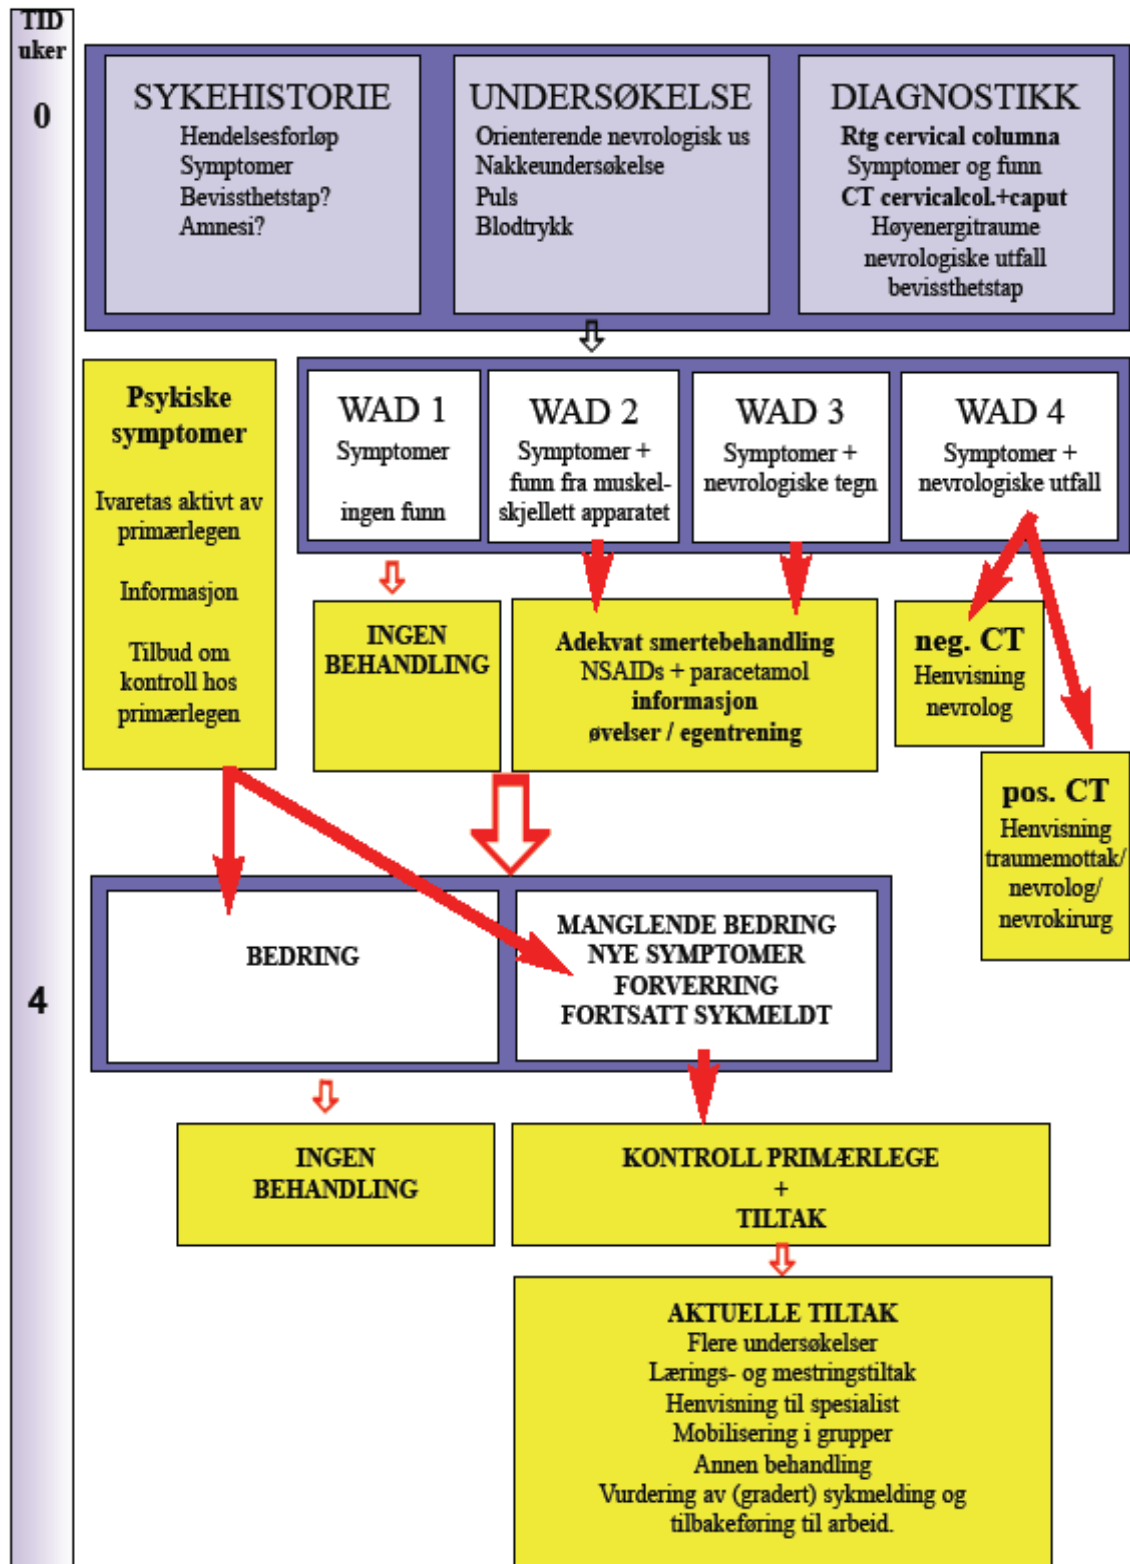 TID
uker
0
SYKEHISTORIE
Hendelsesforløp
Symptomer
Bevissthetstap?
Amnesi?
UNDERSØKELSE
Orienterende nevrologisk us
Nakkeundersøkelse
Puls
Blodtrykk
DIAGNOSTIKK
Rtg cervical columna
Symptomer og funn
CT cervicalcol.+caput
Høyenergitraume
nevrologiske utfall
bevissthetstap
Psykiske
symptomer
Ivaretas aktivt av
primærlegen
Informasjon
Tilbud om
kontroll hos
primærlegen
WAD 1
Symptomer
ingen funn
WAD 2
Symptomer +
funn fra muskel-
skjellett apparatet
WAD 3
Symptomer +
nevrologiske tegn
WAD 4
Symptomer +
nevrologiske utfall
INGEN
BEHANDLING
Adekvat smertebehandling
NSAIDs + paracetamol
informasjon
øvelser / egentrening
neg. CT
Henvisning
nevrolog
pos. CT
Henvisning
traumemottak/
nevrolog/
nevrokirurg
4
BEDRING
MANGLENDE BEDRING
NYE SYMPTOMER
FORVERRING
FORTSATT SYKMELDT
INGEN
BEHANDLING
KONTROLL PRIMÆRLEGE
+
TILTAK
AKTUELLE TILTAK
Flere undersøkelser
Lærings- og mestringstiltak
Henvisning til spesialist
Mobilisering i grupper
Annen behandling
Vurdering av (gradert) sykmelding og
tilbakeføring til arbeid.